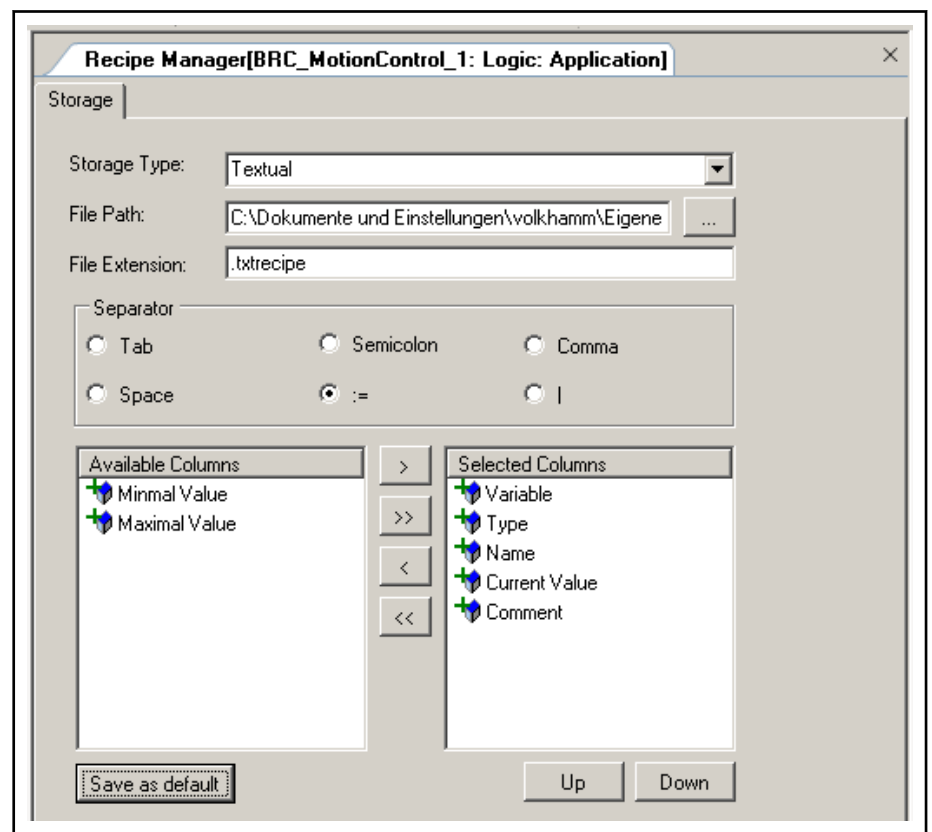 Recipe Manager[BRC_MotionControl_1: Logic: Application]
Storage
Storage Type: Textual
File Path: C:\Dokumente und Einstellungen\volkhamm\Eigene ...
File Extension: .txtrecipe
Separator
Tab Semicolon Comma
Space := |
Available Columns
Minmal Value
Maximal Value
>
>>
<
<<
Selected Columns
Variable
Type
Name
Current Value
Comment
Save as default Up Down